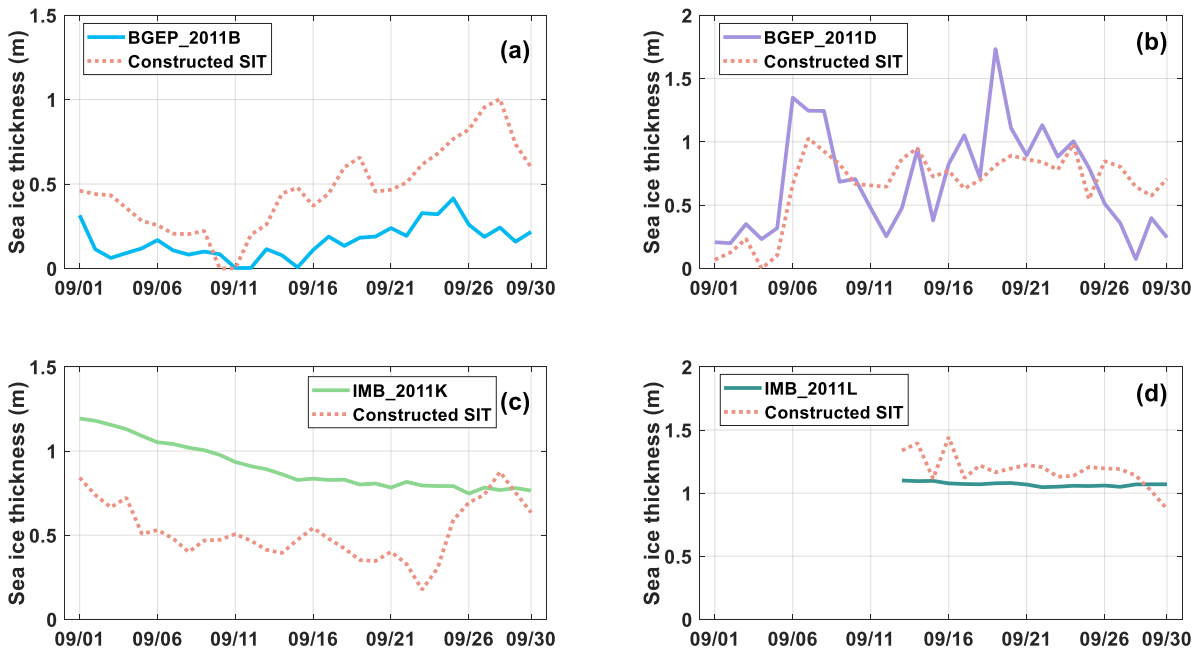 1.5
1
0.5
0
Sea ice thickness (m)
BGEP_2011B
Constructed SIT
(a)
09/01 09/06 09/11 09/16 09/21 09/26 09/30
2
1.5
1
0.5
0
Sea ice thickness (m)
BGEP_2011D
Constructed SIT
(b)
09/01 09/06 09/11 09/16 09/21 09/26 09/30
1.5
1
0.5
0
Sea ice thickness (m)
IMB_2011K
Constructed SIT
(c)
09/01 09/06 09/11 09/16 09/21 09/26 09/30
2
1.5
1
0.5
0
Sea ice thickness (m)
IMB_2011L
Constructed SIT
(d)
09/01 09/06 09/11 09/16 09/21 09/26 09/30